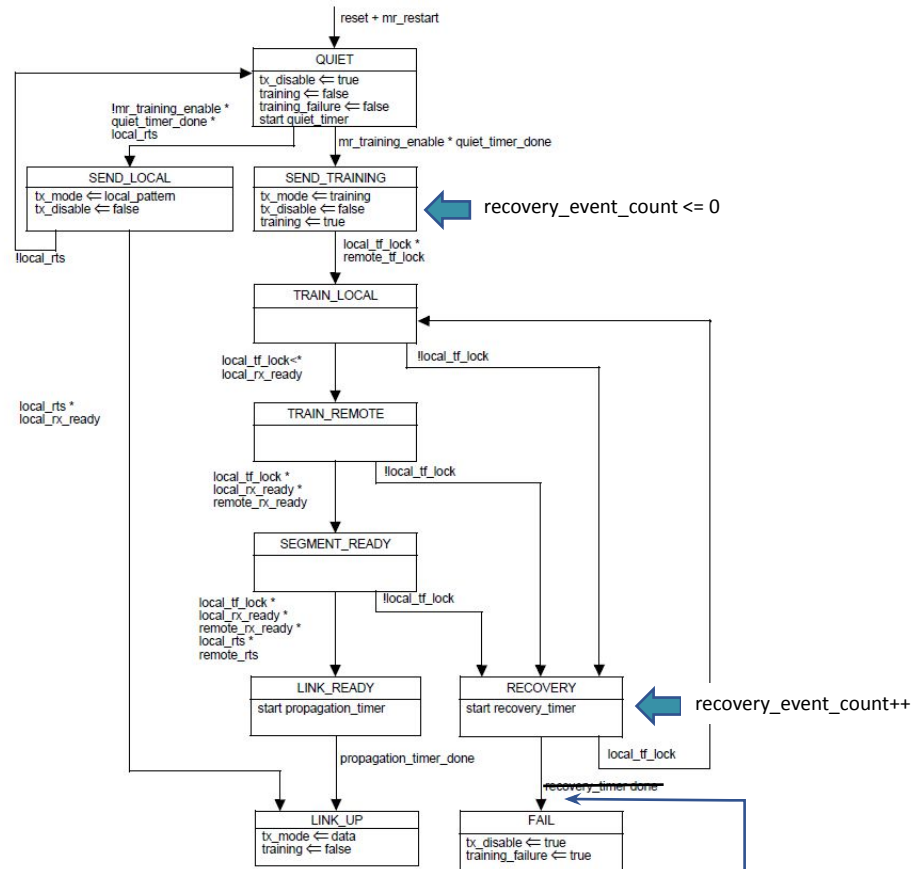 reset + mr_restart
QUIET
tx_disable ⇐ true
training ⇐ false
training_failure ⇐ false
start quiet_timer
!mr_training_enable *
quiet_timer_done *
local_rts
mr_training_enable * quiet_timer_done
SEND_LOCAL
tx_mode ⇐ local_pattern
tx_disable ⇐ false
SEND_TRAINING
tx_mode ⇐ training
tx_disable ⇐ false
training ⇐ true
recovery_event_count <= 0
!local_rts
local_tf_lock *
remote_tf_lock
TRAIN_LOCAL
local_tf_lock<*
local_rx_ready
!local_tf_lock
local_rts *
local_rx_ready
TRAIN_REMOTE
local_tf_lock *
local_rx_ready *
remote_rx_ready
!local_tf_lock
SEGMENT_READY
local_tf_lock *
local_rx_ready *
remote_rx_ready *
local_rts *
remote_rts
!local_tf_lock
LINK_READY
start propagation_timer
RECOVERY
start recovery_timer
recovery_event_count++
local_tf_lock
propagation_timer_done
recovery_timer done
LINK_UP
tx_mode ⇐ data
training ⇐ false
FAIL
tx_disable ⇐ true
training_failure ⇐ true